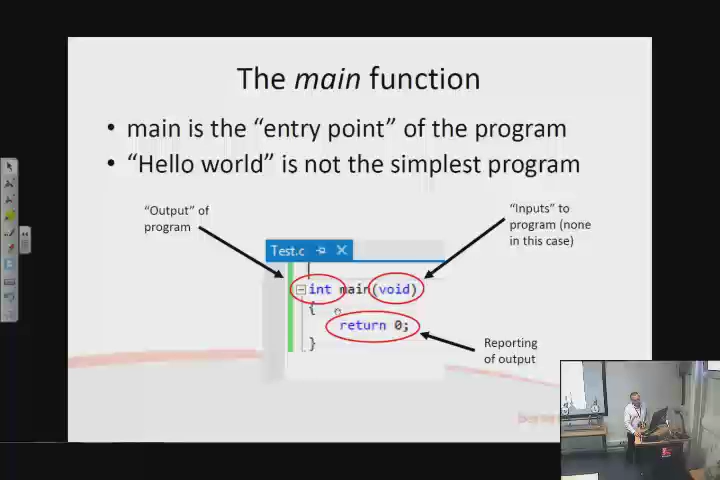 The main function
• main is the “entry point” of the program
• “Hello world” is not the simplest program
“Output” of
program
“Inputs” to
program (none
in this case)
Test.c
int main(void)
{
return 0;
}
Reporting
of output